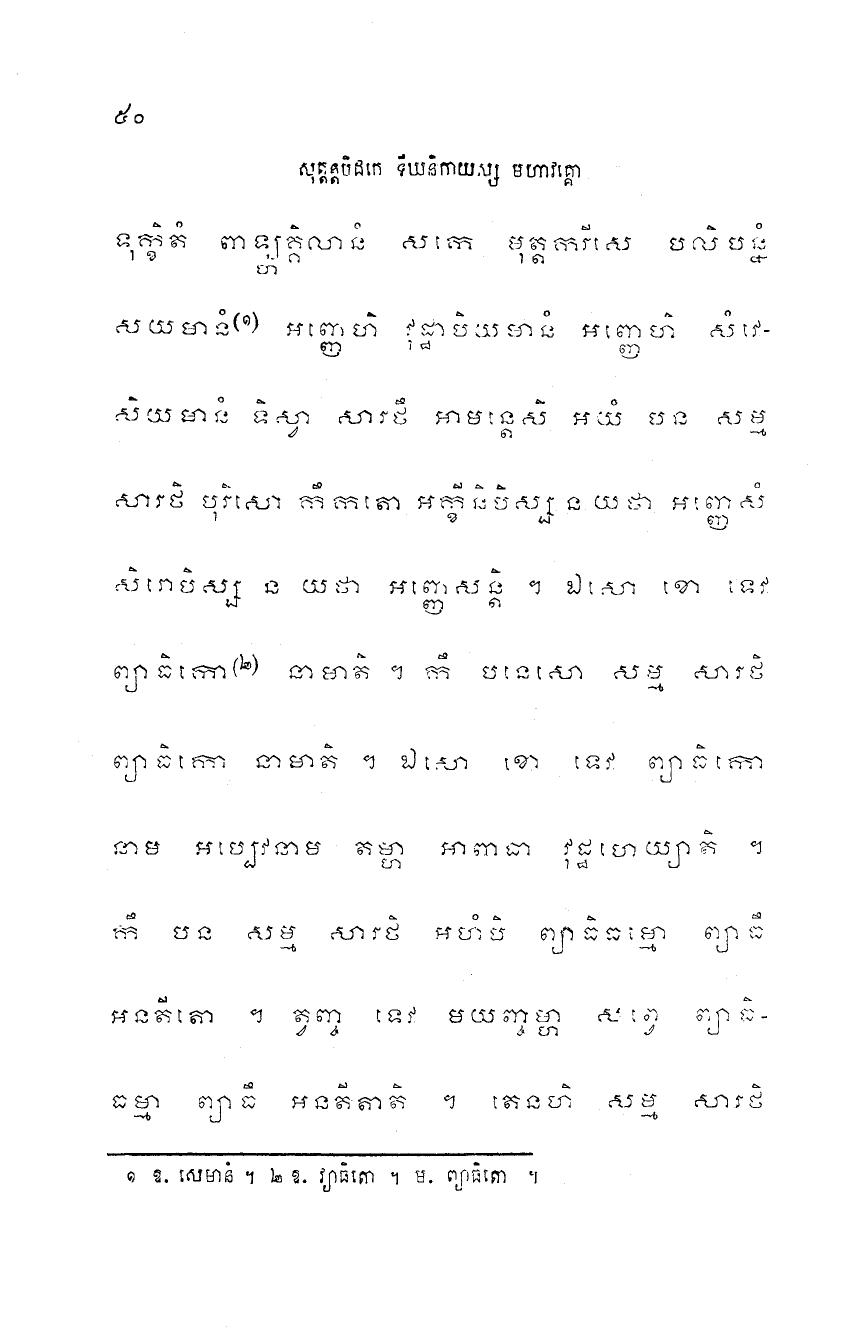 ៥០
សុត្តន្តបិដកេ ទីឃនិកាយស្ស មហាវគ្គោ
ទុក្ខិតំ ពាឡ្ហគ្គិលានំ សកេ មុត្តករីសេ បលិបន្នំ
សយមានំ(១) អញ្ញេហិ វុដ្ឋាបិយមានំ អញ្ញេហិ សំវេ-
សិយមានំ ទិស្វា សារថឹ អាមន្តេសិ អយំ បន សម្ម
សារថិ បុរិសោ កឹកតោ អក្ខីនិបិស្ស ន យថា អញ្ញេសំ
សិរោបិស្ស ន យថា អញ្ញេសន្តិ ។ ឯសោ ខោ ទេវ
ព្យាធិកោ(២) នាមាតិ ។ កឹ បនេសោ សម្ម សារថិ
ព្យាធិកោ នាមាតិ ។ ឯសោ ខោ ទេវ ព្យាធិកោ
នាម អប្បេវនាម តម្ហា អាពាធា វុដ្ឋហេយ្យាតិ ។
កឹ បន សម្ម សារថិ អហំបិ ព្យាធិធម្មោ ព្យាធឹ
អនតីតោ ។ ត្វញ្ច ទេវ មយញ្ចម្ហា សព្វេ ព្យាធិ-
ធម្មា ព្យាធឹ អនតីតាតិ ។ តេនហិ សម្ម សារថិ
១ ឱ. សេមានំ ។ ២ ឱ. វ្យាធិតោ ។ ម. ព្យាធិតោ ។